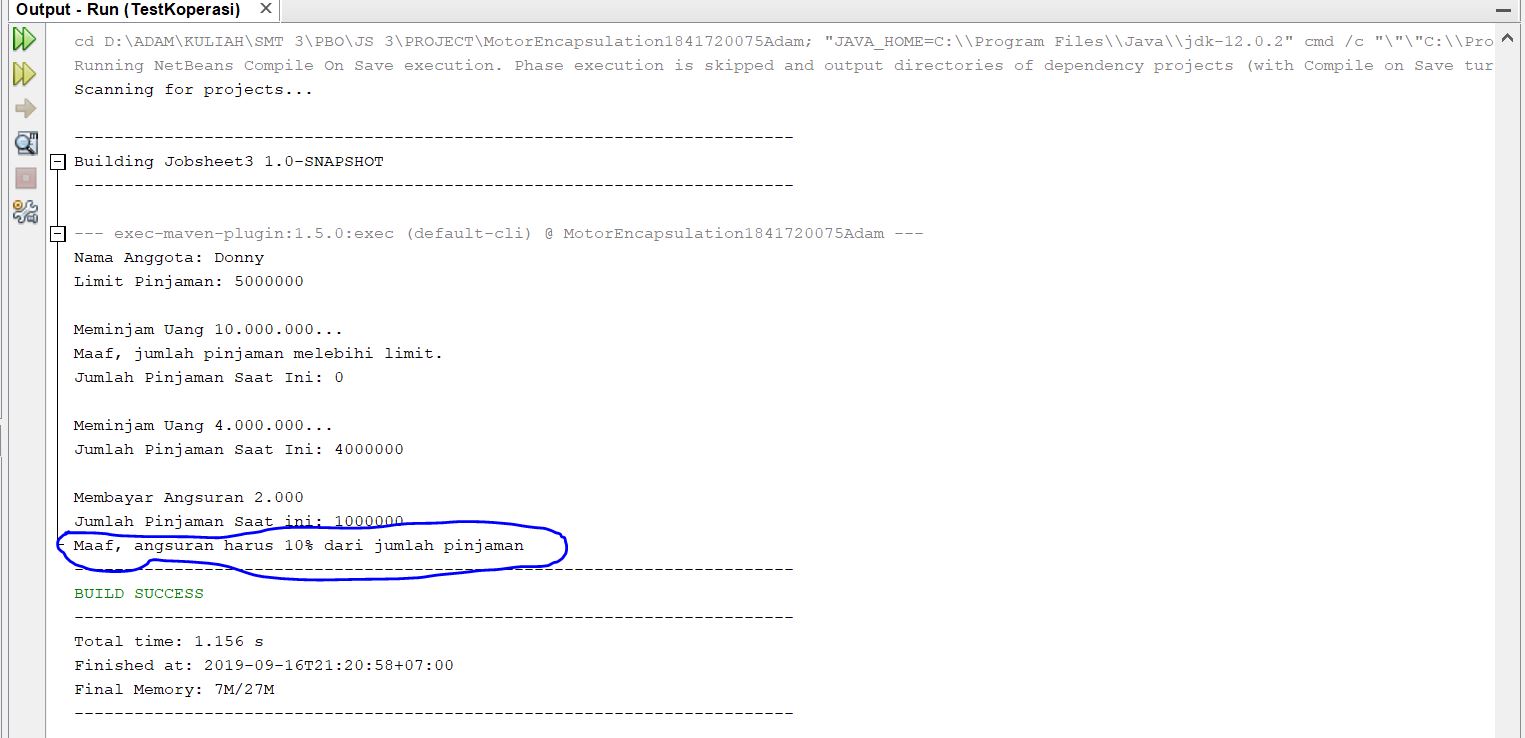 Output - Run (TestKoperasi)
cd D:\ADAM\KULIAH\SMT 3\PBO\JS 3\PROJECT\MotorEncapsulation1841720075Adam; "JAVA_HOME=C:\\Program Files\\Java\\jdk-12.0.2" cmd /c "\"\"C:\\Pro
Running NetBeans Compile On Save execution. Phase execution is skipped and output directories of dependency projects (with Compile on Save tur
Scanning for projects...
------------------------------------------------------------------------
Building Jobsheet3 1.0-SNAPSHOT
------------------------------------------------------------------------
--- exec-maven-plugin:1.5.0:exec (default-cli) @ MotorEncapsulation1841720075Adam ---
Nama Anggota: Donny
Limit Pinjaman: 5000000
Meminjam Uang 10.000.000...
Maaf, jumlah pinjaman melebihi limit.
Jumlah Pinjaman Saat Ini: 0
Meminjam Uang 4.000.000...
Jumlah Pinjaman Saat Ini: 4000000
Membayar Angsuran 2.000
Jumlah Pinjaman Saat ini: 1000000
Maaf, angsuran harus 10% dari jumlah pinjaman
------------------------------------------------------------------------
BUILD SUCCESS
------------------------------------------------------------------------
Total time: 1.156 s
Finished at: 2019-09-16T21:20:58+07:00
Final Memory: 7M/27M
------------------------------------------------------------------------